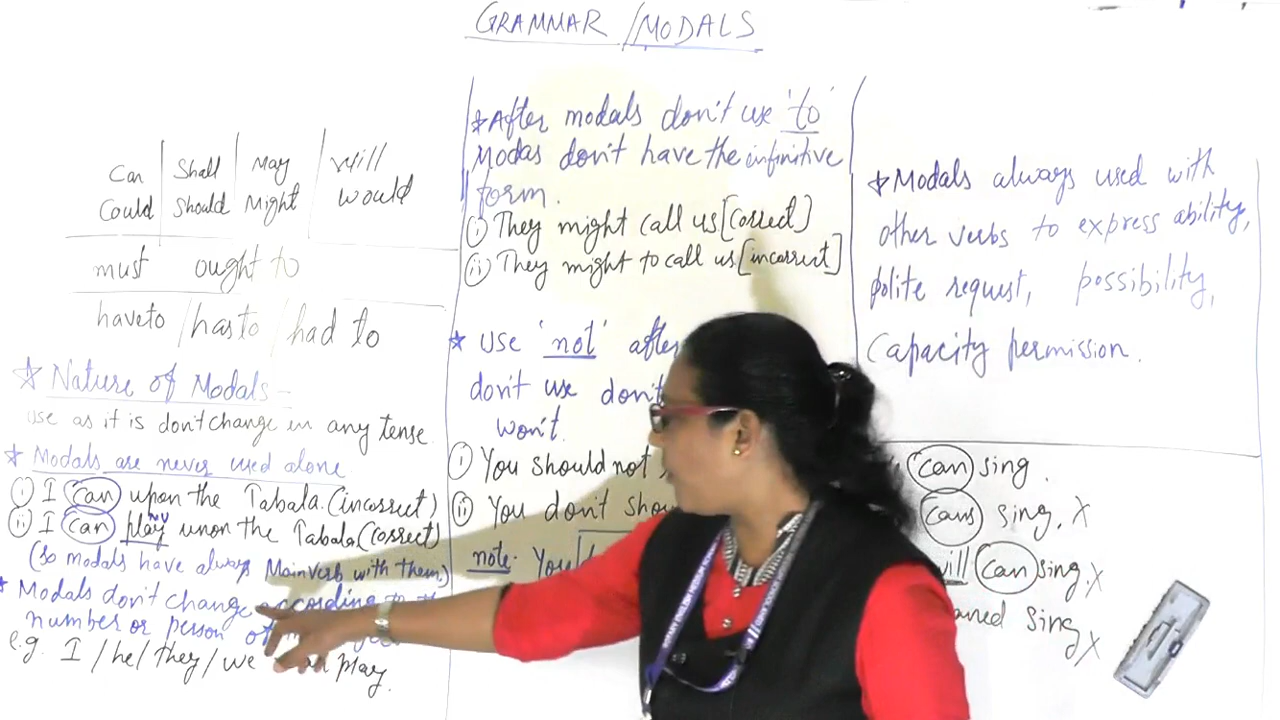 GRAMMAR / MODALS
Can | Shall | May | will
Could | Should | Might | would
must ought to
have to / has to / had to
★ Nature of Modals -
use as it is don't change in any tense
★ Modals are never used alone.
(i) I can upon the Tabala. (incorrect)
(ii) I can play upon the Tabala (correct)
MV
(so modals have always Main verb with them.)
★ Modals don't change according to the
number or person of
e.g. I / he / they / we can play.
★ After modals don't use 'to'
Modas don't have the infinitive
form.
(i) They might call us [correct]
(ii) They might to call us [incorrect]
★ Use 'not' after
don't use don't
won't.
(i) You should not
(ii) You don't
note. You
★ Modals always used with
other verbs to express ability,
polite request, possibility,
Capacity permission.
can sing.
cans sing. X
will can sing. X
sing X